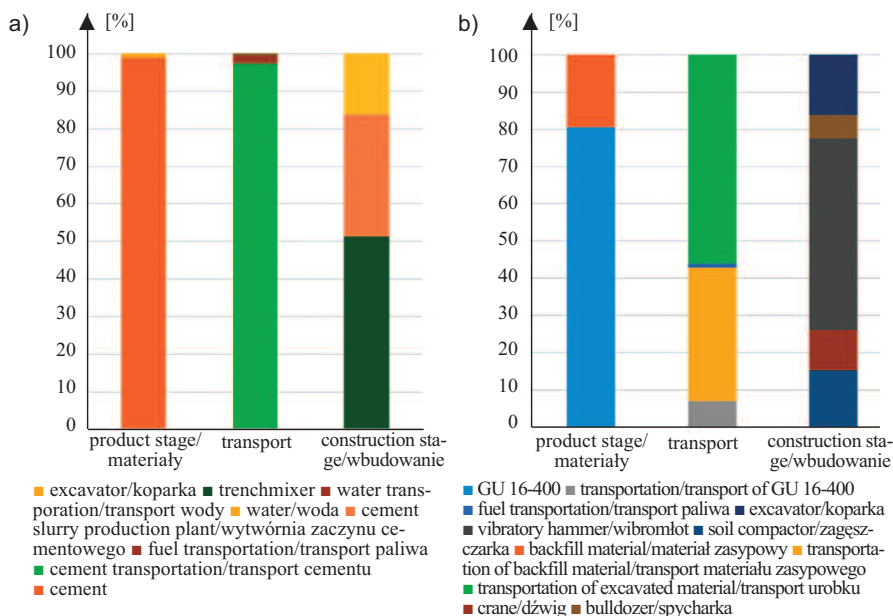 a)
[%]
100
90
80
70
60
50
40
30
20
10
0
product stage/
materiały
transport
construction sta-
ge/wbudowanie
excavator/koparka trenchmixer water trans-
poration/transport wody water/woda cement
slurry production plant/wytwórnia zaczynu ce-
mentowego fuel transportation/transport paliwa
cement transportation/transport cementu
cement
b)
[%]
100
90
80
70
60
50
40
30
20
10
0
product stage/
materiały
transport
construction sta-
ge/wbudowanie
GU 16-400 transportation/transport of GU 16-400
fuel transportation/transport paliwa excavator/koparka
vibratory hammer/wibromłot soil compactor/zagęsz-
czarka backfill material/materiał zasypowy transporta-
tion of backfill material/transport materiału zasypowego
transportation of excavated material/transport urobku
crane/dźwig bulldozer/spycharka